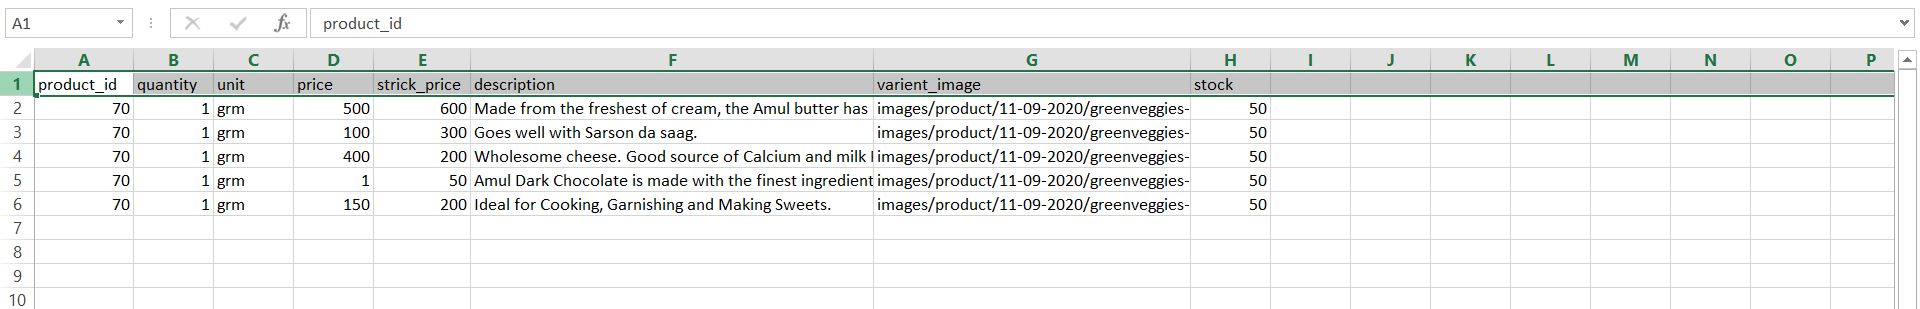 A1 fx product_id
A B C D E F G H I J K L M N O P
1 product_id quantity unit price strick_price description varient_image stock
2 70 1 grm 500 600 Made from the freshest of cream, the Amul butter has images/product/11-09-2020/greenveggies- 50
3 70 1 grm 100 300 Goes well with Sarson da saag. images/product/11-09-2020/greenveggies- 50
4 70 1 grm 400 200 Wholesome cheese. Good source of Calcium and milk images/product/11-09-2020/greenveggies- 50
5 70 1 grm 1 50 Amul Dark Chocolate is made with the finest ingredient images/product/11-09-2020/greenveggies- 50
6 70 1 grm 150 200 Ideal for Cooking, Garnishing and Making Sweets. images/product/11-09-2020/greenveggies- 50
7
8
9
10